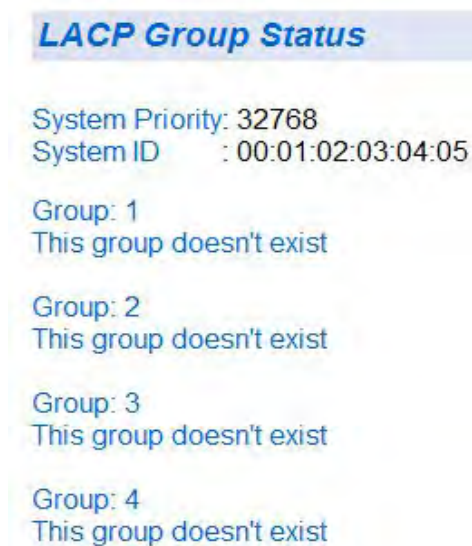 LACP Group Status
System Priority: 32768
System ID : 00:01:02:03:04:05
Group: 1
This group doesn't exist
Group: 2
This group doesn't exist
Group: 3
This group doesn't exist
Group: 4
This group doesn't exist